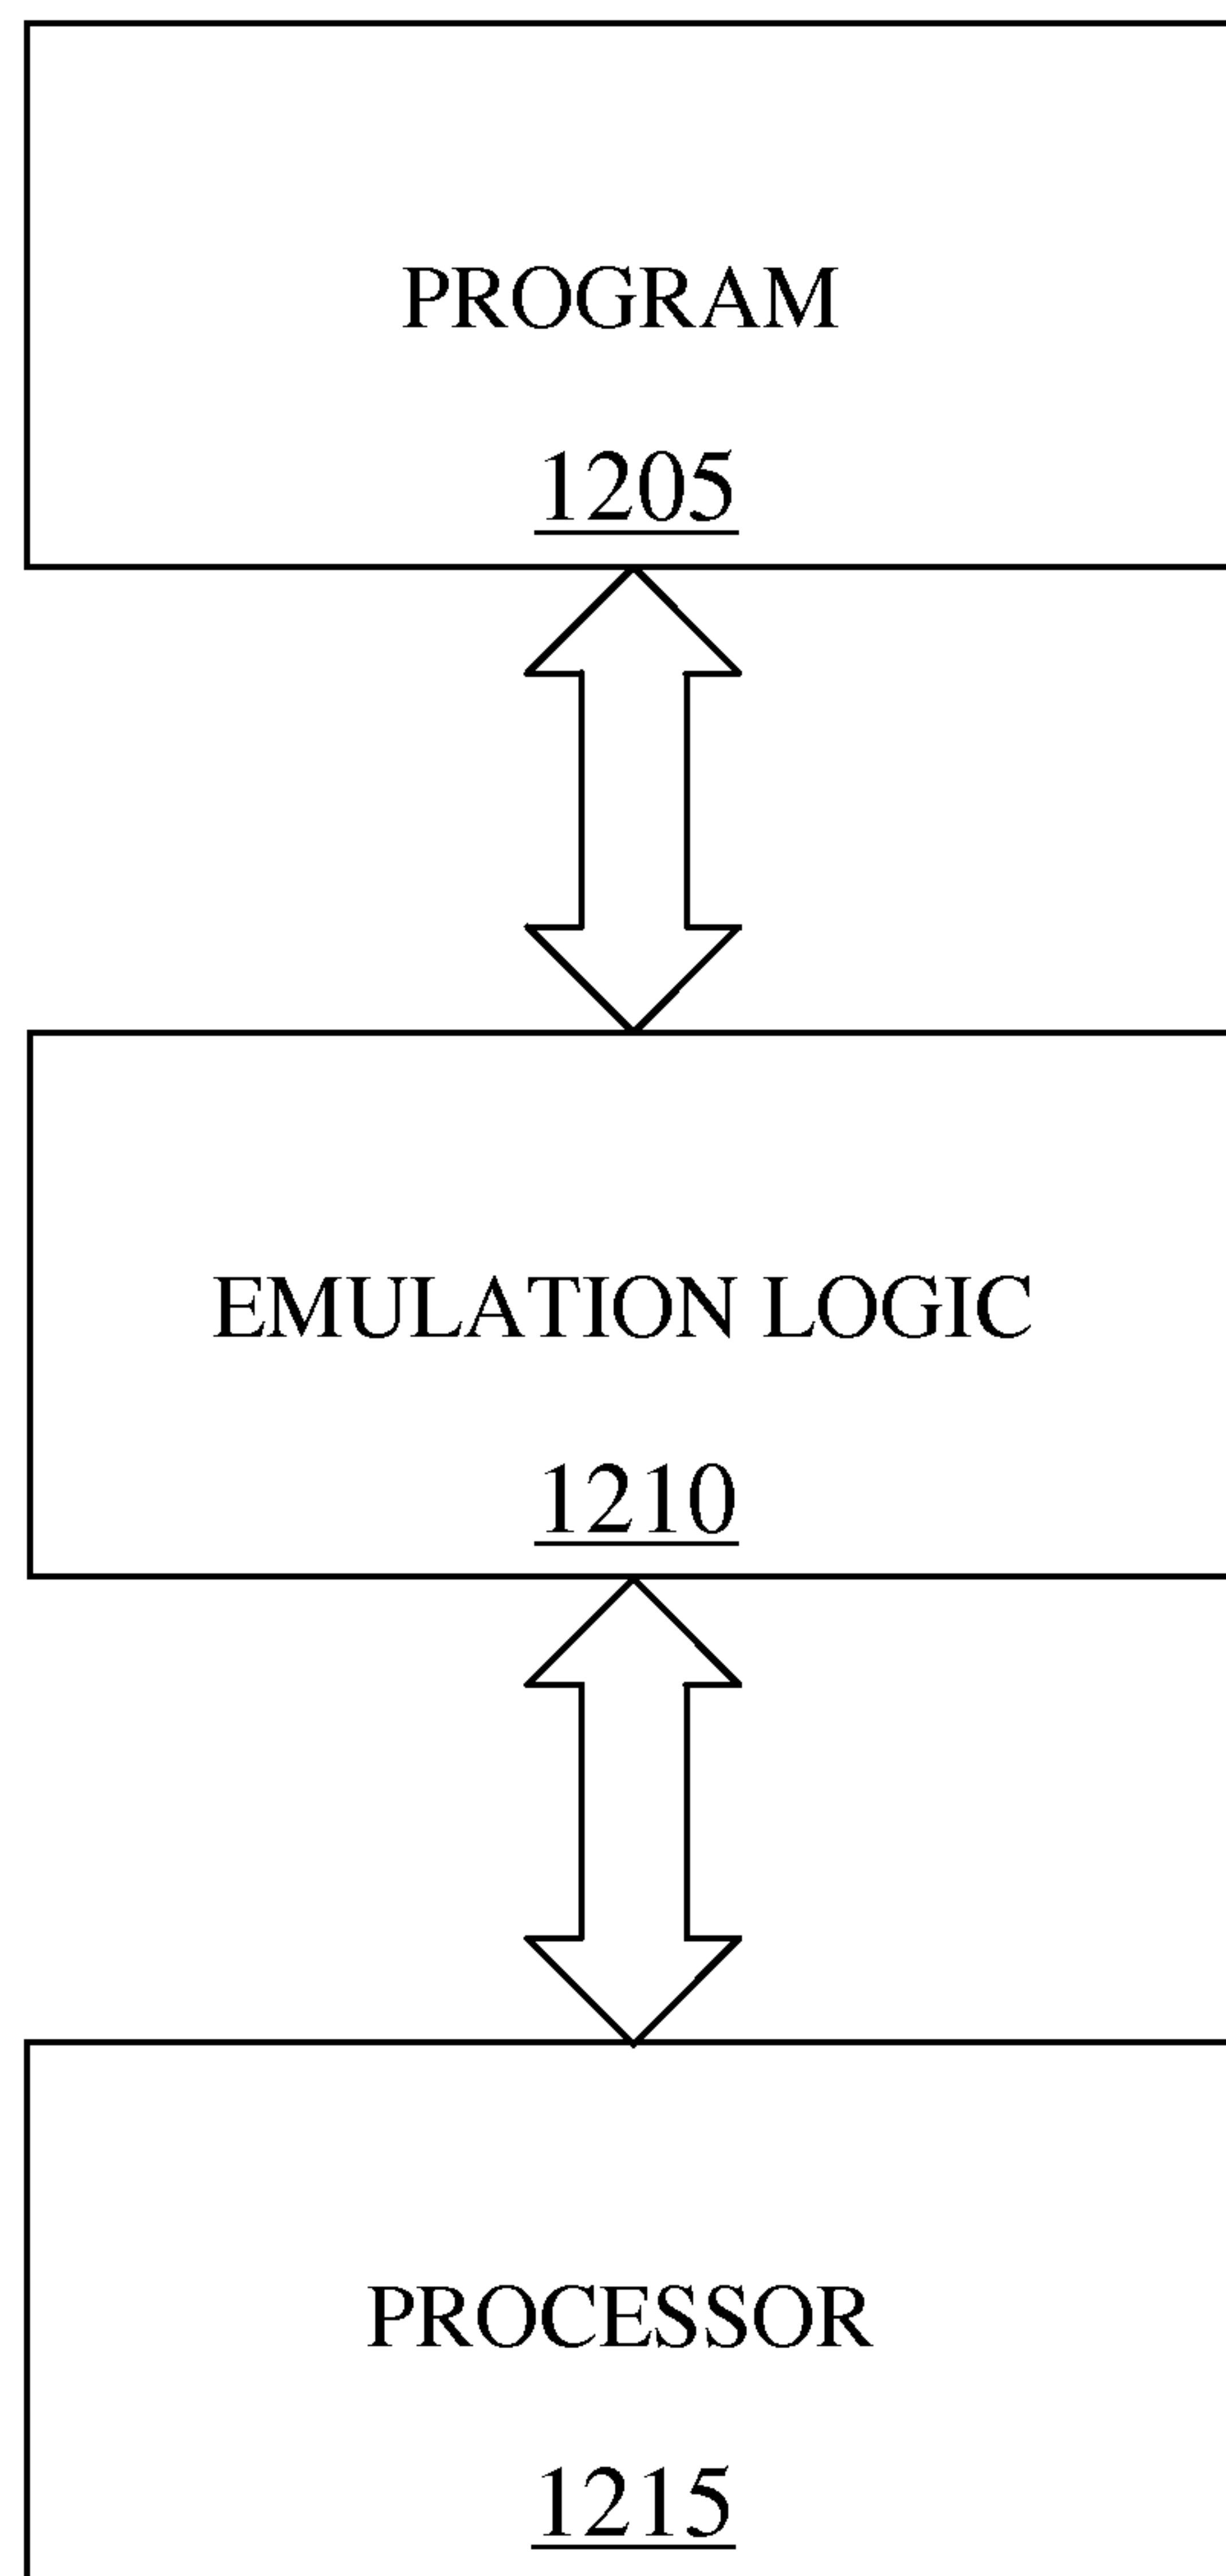 PROGRAM
1205
EMULATION LOGIC
1210
PROCESSOR
1215